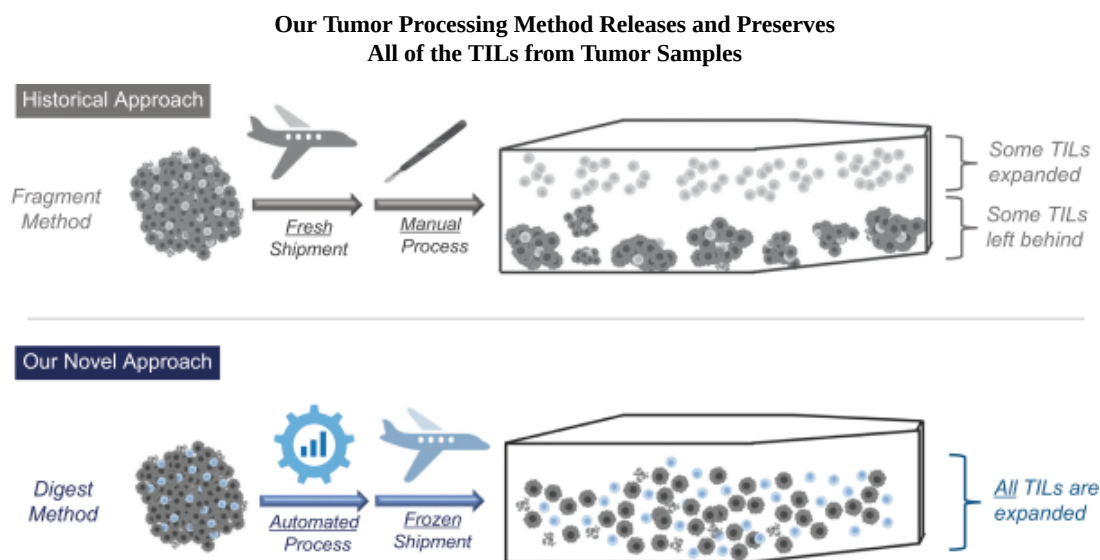 Our Tumor Processing Method Releases and Preserves
All of the TILs from Tumor Samples
Historical Approach
Fragment
Method
Fresh
Shipment
Manual
Process
Some TILs
expanded
Some TILs
left behind
Our Novel Approach
Digest
Method
Automated
Process
Frozen
Shipment
All TILs are
expanded